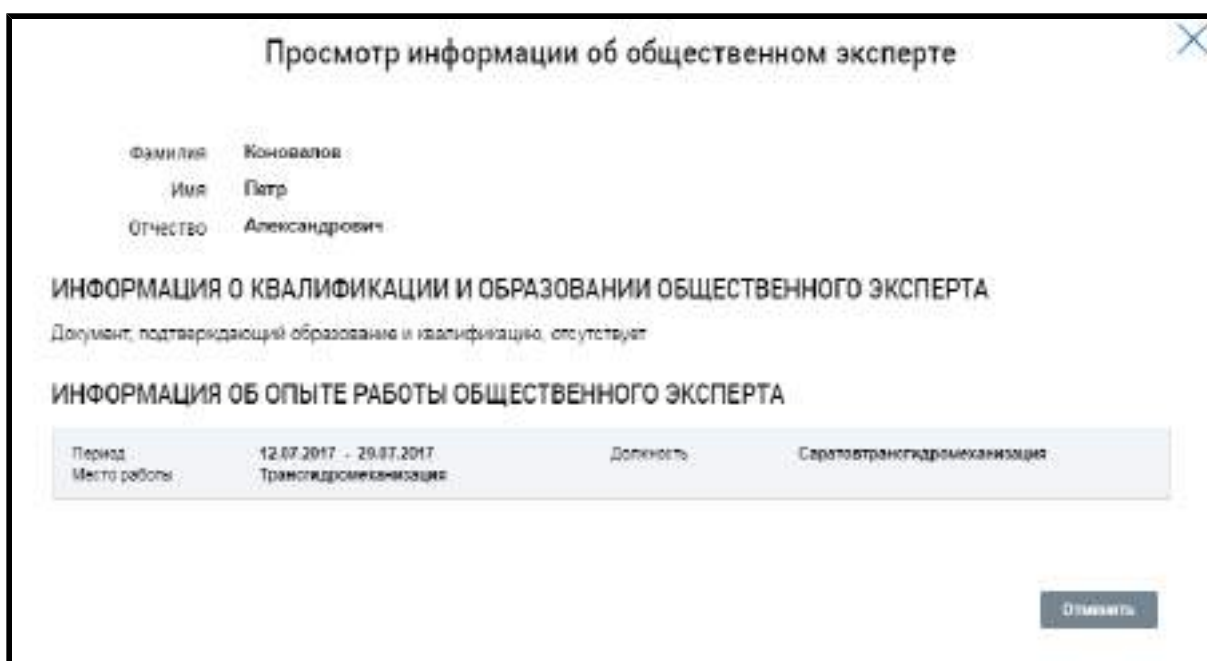 Просмотр информации об общественном эксперте
Фамилия Коновалов
Имя Петр
Отчество Александрович
ИНФОРМАЦИЯ О КВАЛИФИКАЦИИ И ОБРАЗОВАНИИ ОБЩЕСТВЕННОГО ЭКСПЕРТА
Документ, подтверждающий образование и квалификацию, отсутствует
ИНФОРМАЦИЯ ОБ ОПЫТЕ РАБОТЫ ОБЩЕСТВЕННОГО ЭКСПЕРТА
Период 12.07.2017 - 29.07.2017 Должность Саратовтрансгидромеханизация
Место работы Трансгидромеханизация
Отменить